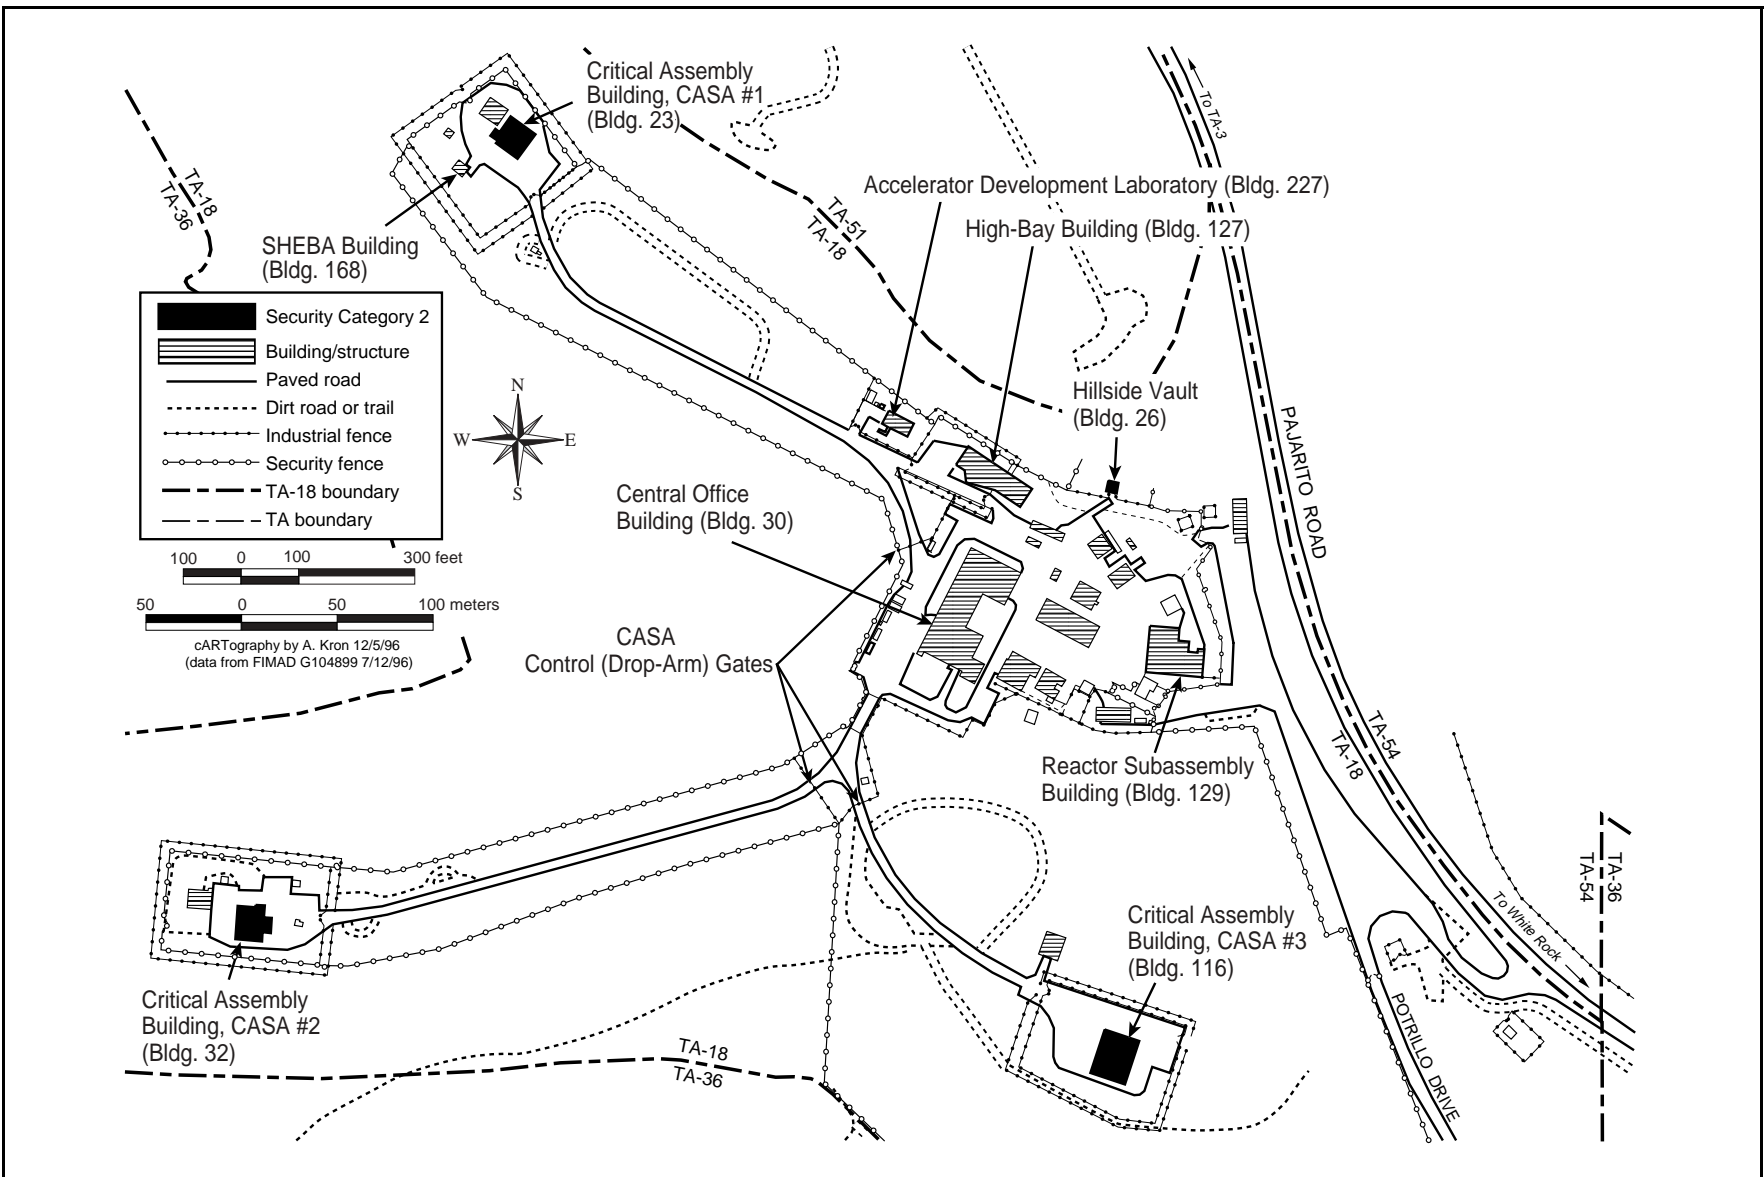 Critical Assembly
Building, CASA #1
(Bldg. 23)
To TA-3
TA-18
TA-36
TA-51
TA-18
Accelerator Development Laboratory (Bldg. 227)
High-Bay Building (Bldg. 127)
SHEBA Building
(Bldg. 168)
Security Category 2
Building/structure
Paved road
Dirt road or trail
Industrial fence
Security fence
TA-18 boundary
TA boundary
N
W
E
S
Hillside Vault
(Bldg. 26)
PAJARITO ROAD
Central Office
Building (Bldg. 30)
100 0 100 300 feet
50 0 50 100 meters
cARTography by A. Kron 12/5/96
(data from FIMAD G104899 7/12/96)
CASA
Control (Drop-Arm) Gates
TA-54
TA-18
Reactor Subassembly
Building (Bldg. 129)
TA-36
TA-54
To White Rock
Critical Assembly
Building, CASA #3
(Bldg. 116)
Critical Assembly
Building, CASA #2
(Bldg. 32)
TA-18
TA-36
POTRILLO DRIVE